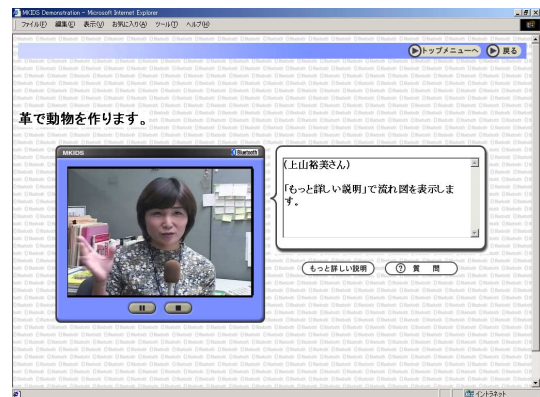 MKIDS Demonstration - Microsoft Internet Explorer
ファイル(F) 編集(E) 表示(V) お気に入り(A) ツール(T) ヘルプ(H)
トップメニューへ 戻る
革で動物を作ります。
MKIDS
Bluetooth
(上山裕美さん)
「もっと詳しい説明」で流れ図を表示しま
す。
もっと詳しい説明 ? 質 問
イントラネット